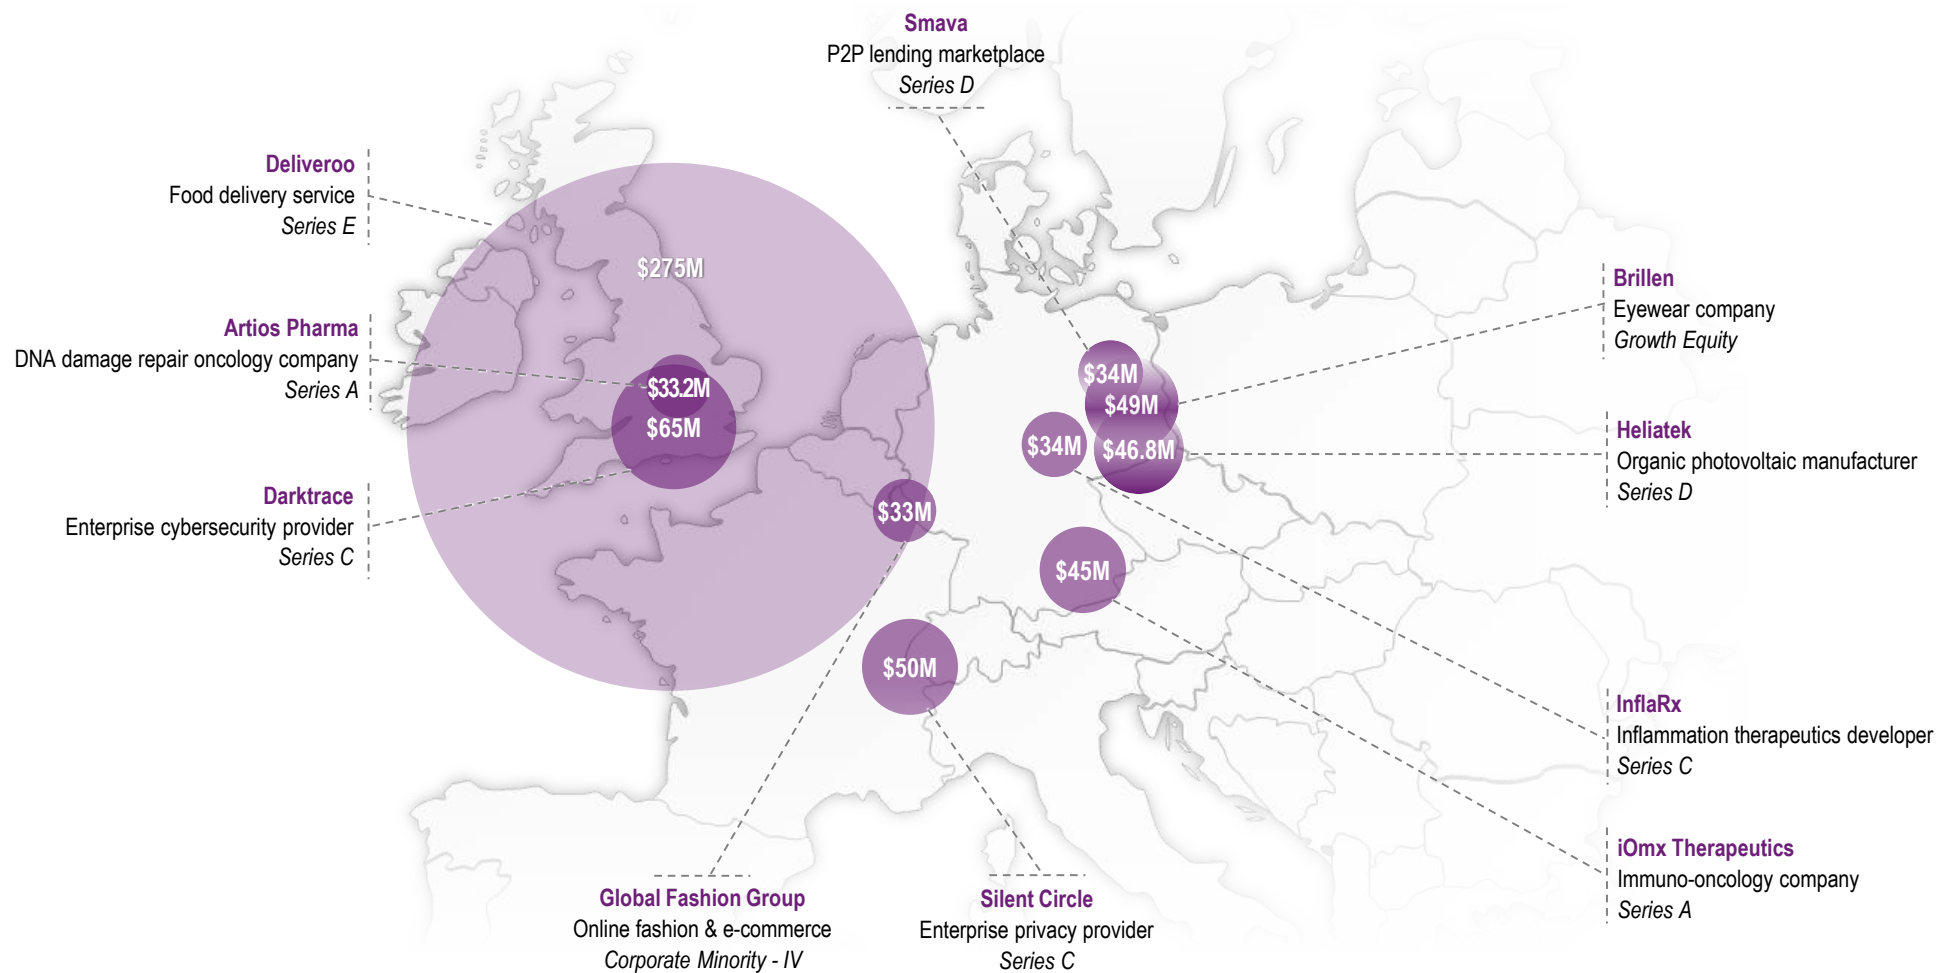 Smava
P2P lending marketplace
Series D
Deliveroo
Food delivery service
Series E
$275M
Brillen
Eyewear company
Growth Equity
Artios Pharma
DNA damage repair oncology company
Series A
$33.2M
$65M
$34M
$49M
$34M
$46.8M
Heliatek
Organic photovoltaic manufacturer
Series D
Darktrace
Enterprise cybersecurity provider
Series C
$33M
$45M
$50M
InflaRx
Inflammation therapeutics developer
Series C
iOmx Therapeutics
Immuno-oncology company
Series A
Global Fashion Group
Online fashion & e-commerce
Corporate Minority - IV
Silent Circle
Enterprise privacy provider
Series C